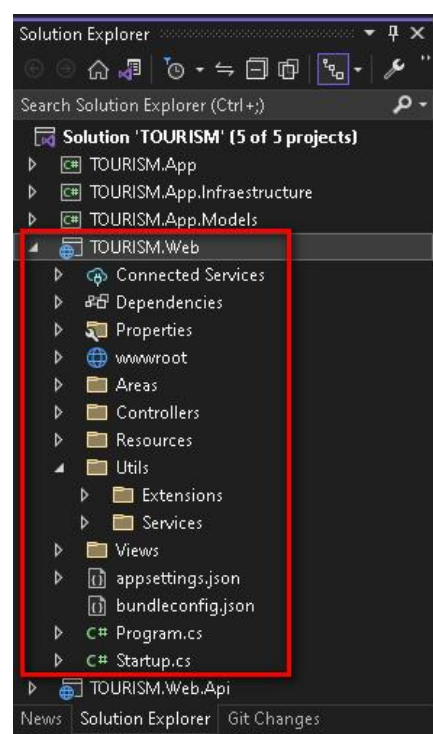 Solution Explorer
Search Solution Explorer (Ctrl+;)
Solution 'TOURISM' (5 of 5 projects)
C# TOURISM.App
C# TOURISM.App.Infraestructure
C# TOURISM.App.Models
TOURISM.Web
Connected Services
Dependencies
Properties
wwwroot
Areas
Controllers
Resources
Utils
Extensions
Services
Views
appsettings.json
bundleconfig.json
C# Program.cs
C# Startup.cs
TOURISM.Web.Api
News Solution Explorer Git Changes